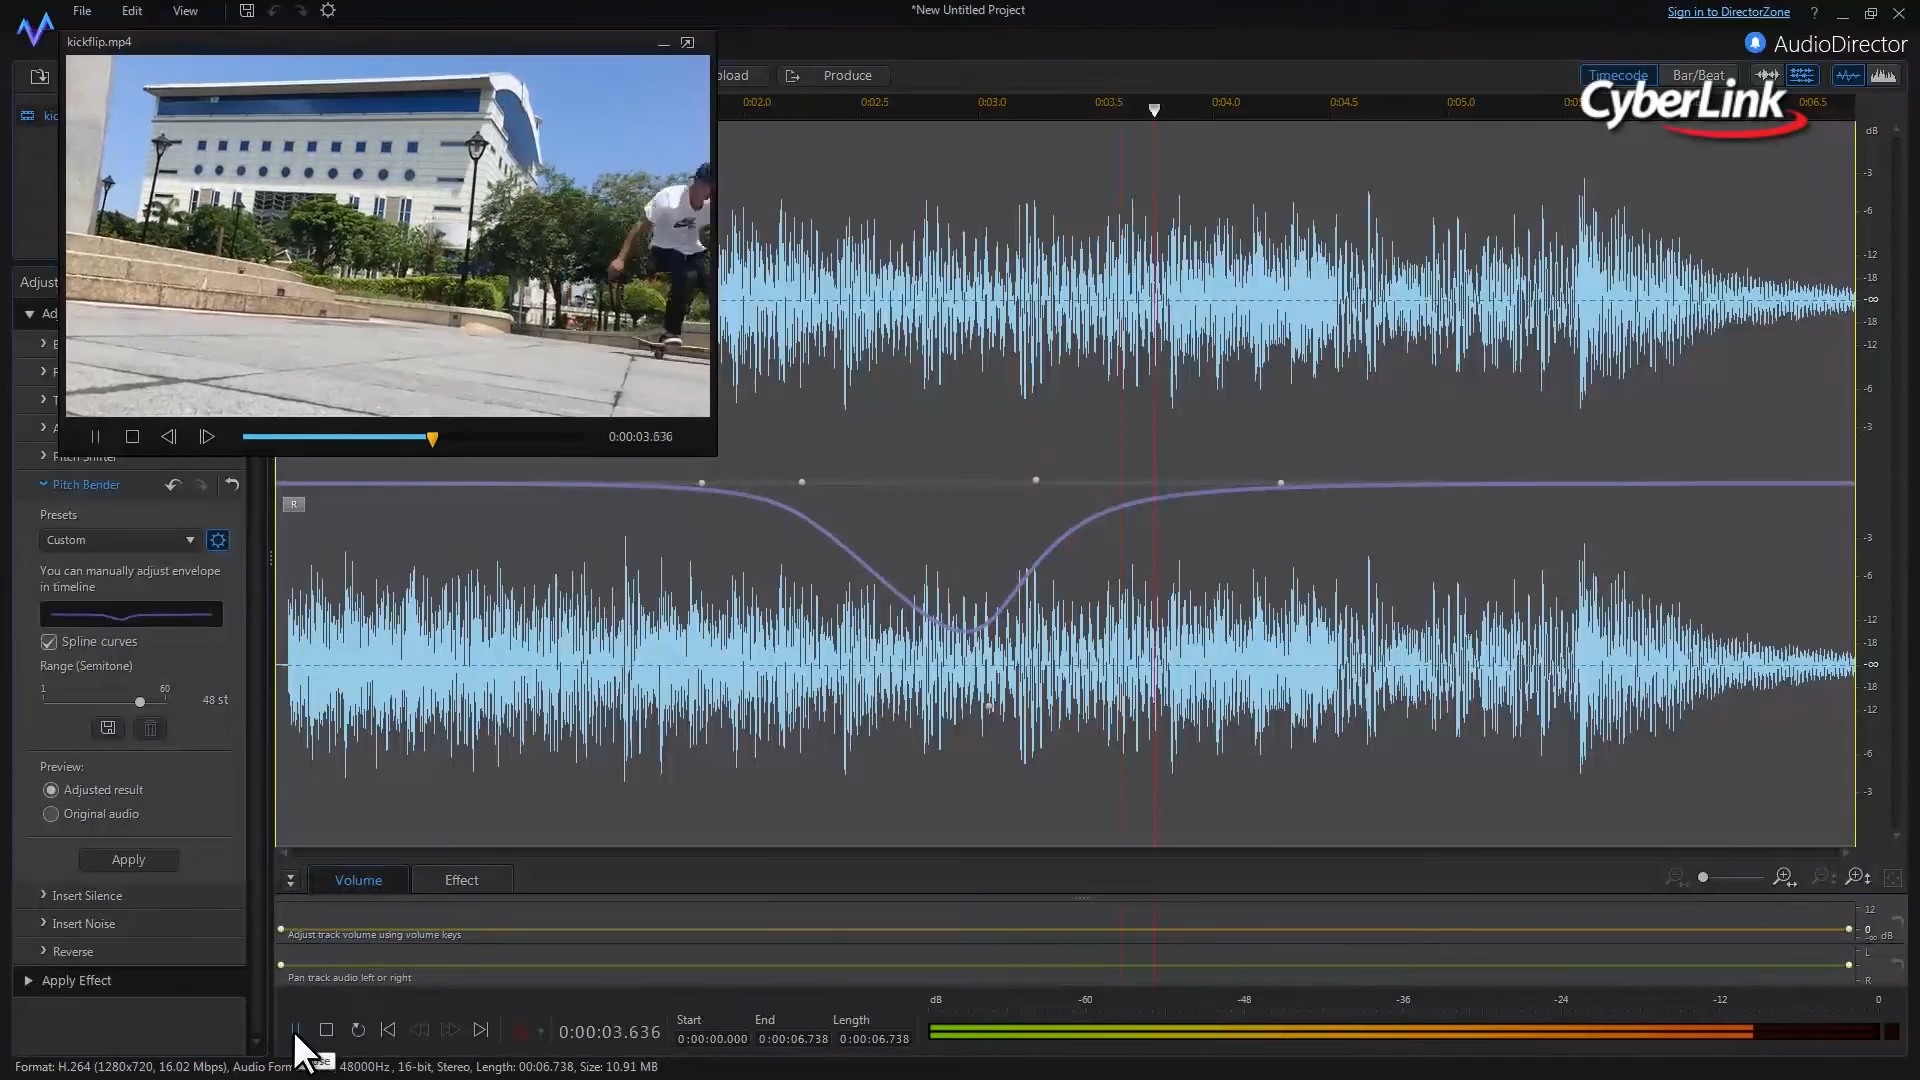 File Edit View
*New Untitled Project
Sign in to DirectorZone ?
AudioDirector
kickflip.mp4
Produce
Timecode Bar/Beat
CyberLink
0:02.0 0:02.5 0:03.0 0:03.5 0:04.0 0:04.5 0:05.0 0:06.5
dB
-3
-6
-12
-18
-∞
-18
-12
-6
-3
Adjust
0:00:03.636
Pitch Shifter
Pitch Bender
R
Presets
Custom
You can manually adjust envelope
in timeline
Spline curves
Range (Semitone)
1 60
48 st
-3
-6
-12
-18
-∞
-18
-12
-6
-3
Preview:
Adjusted result
Original audio
Apply
Insert Silence
Insert Noise
Reverse
Apply Effect
Volume Effect
12
0
-∞ dB
Adjust track volume using volume keys
L
R
Pan track audio left or right
dB -60 -48 -36 -24 -12 0
0:00:03.636
Start End Length
0:00:00.000 0:00:06.738 0:00:06.738
Format: H.264 (1280x720, 16.02 Mbps), Audio 48000Hz, 16-bit, Stereo, Length: 00:06.738, Size: 10.91 MB